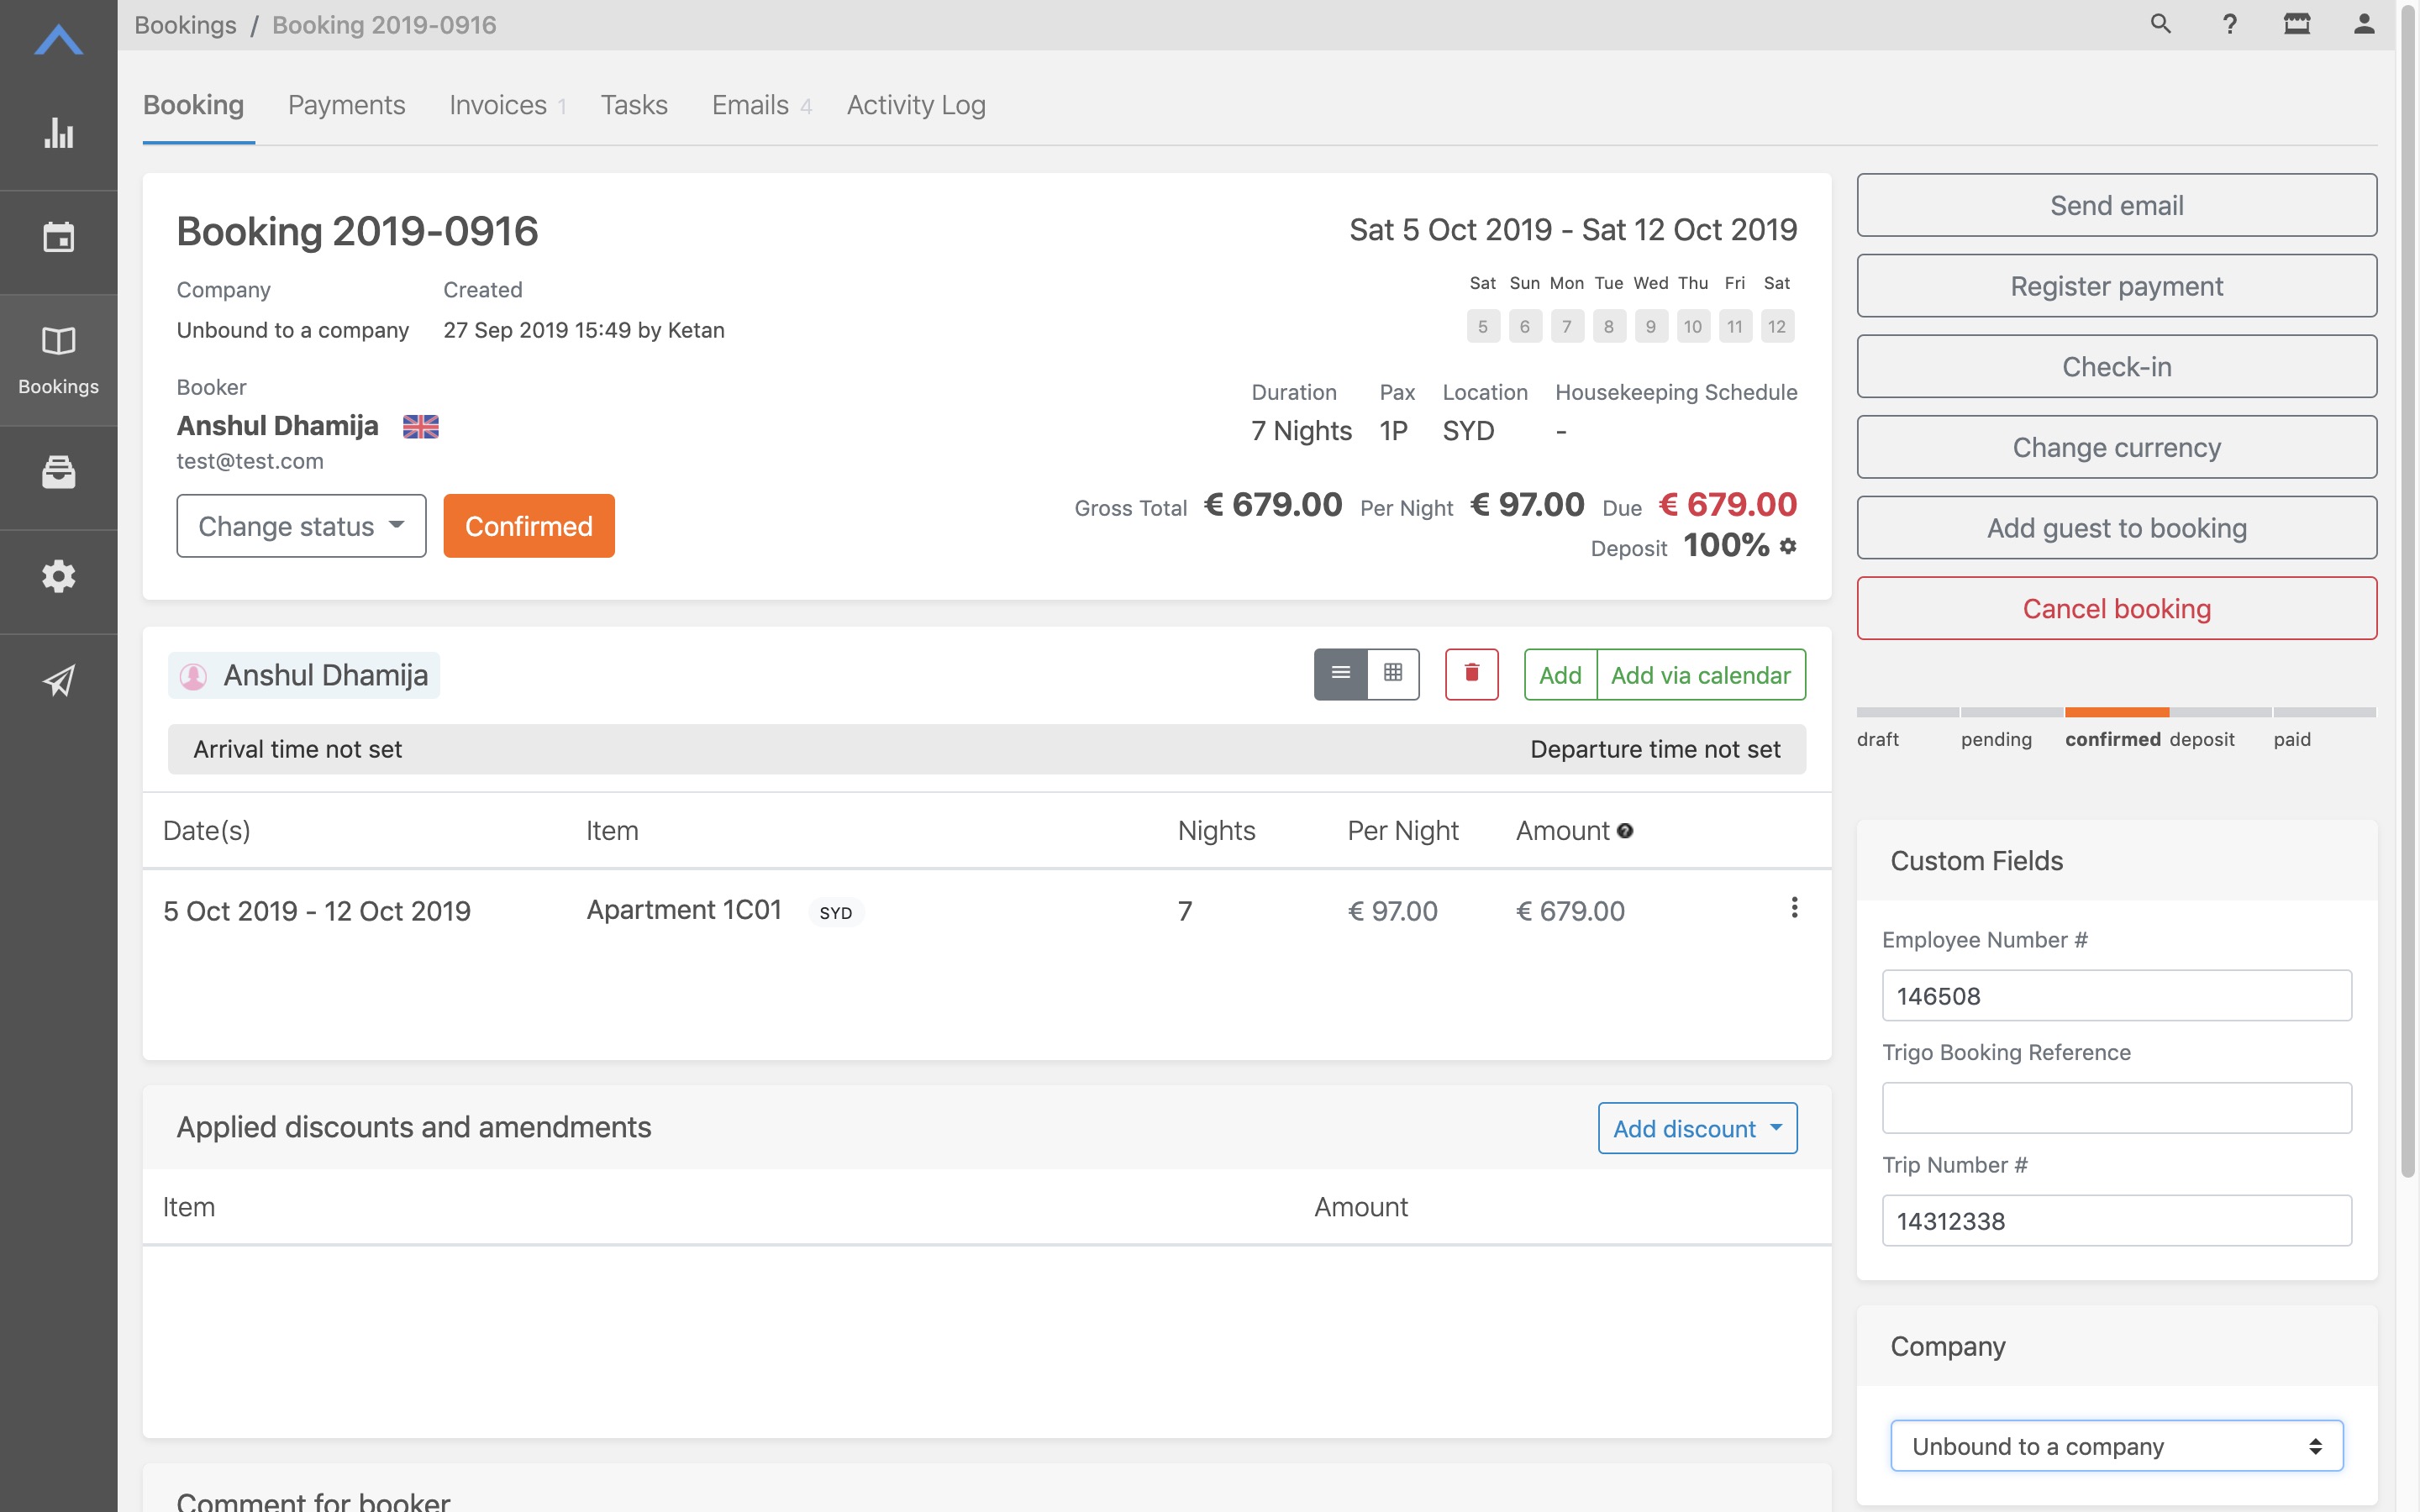 Bookings / Booking 2019-0916
Booking Payments Invoices 1 Tasks Emails 4 Activity Log
Bookings
Booking 2019-0916
Company Created
Unbound to a company 27 Sep 2019 15:49 by Ketan
Booker
Anshul Dhamija
test@test.com
Change status Confirmed
Sat 5 Oct 2019 - Sat 12 Oct 2019
Sat Sun Mon Tue Wed Thu Fri Sat
5 6 7 8 9 10 11 12
Duration Pax Location Housekeeping Schedule
7 Nights 1P SYD -
Gross Total € 679.00 Per Night € 97.00 Due € 679.00
Deposit 100%
Send email
Register payment
Check-in
Change currency
Add guest to booking
Cancel booking
draft pending confirmed deposit paid
Anshul Dhamija Add Add via calendar
Arrival time not set Departure time not set
Date(s) Item Nights Per Night Amount ?
5 Oct 2019 - 12 Oct 2019 Apartment 1C01 SYD 7 € 97.00 € 679.00
Applied discounts and amendments Add discount
Item Amount
Comment for booker
Custom Fields
Employee Number #
146508
Trigo Booking Reference
Trip Number #
14312338
Company
Unbound to a company